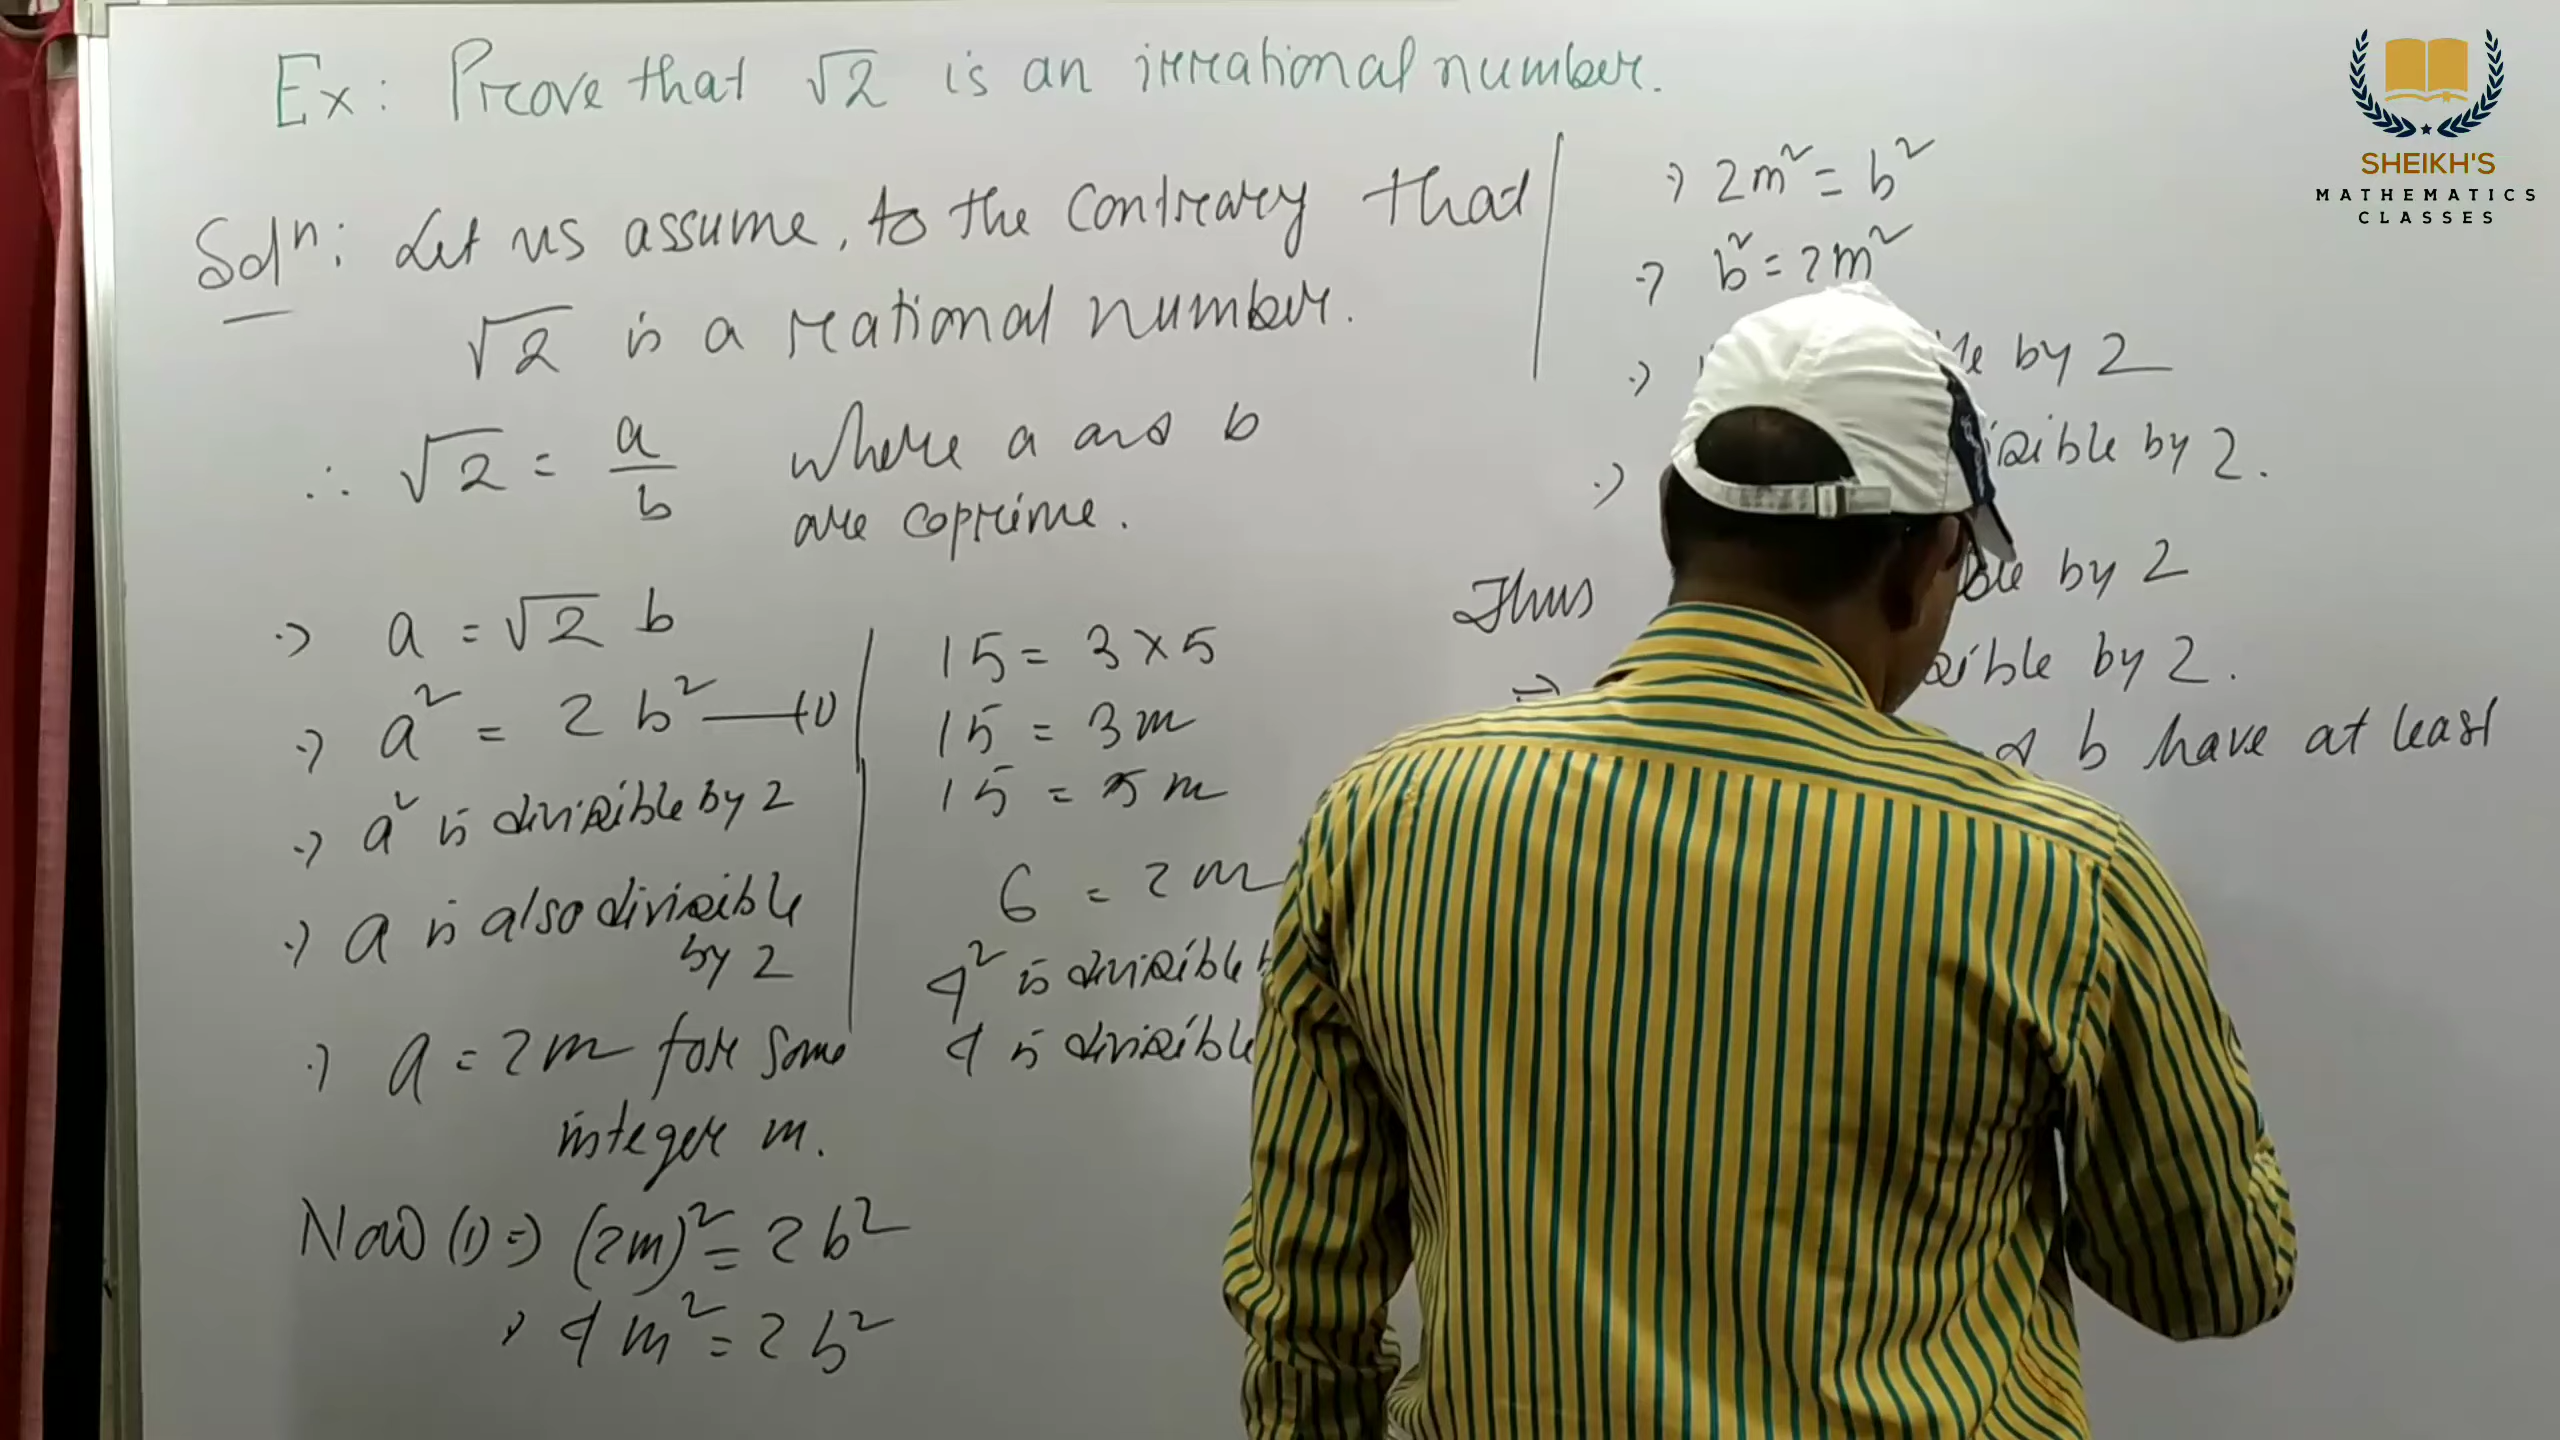 Ex: Prove that √2 is an irrational number.
Solⁿ: Let us assume, to the contrary that
√2 is a rational number.
∴ √2 = a/b where a and b
are coprime.
⇒ a = √2 b
⇒ a² = 2 b² — (1)
⇒ a² is divisible by 2
⇒ a is also divisible
by 2
⇒ a = 2m for some
integer m.
Now (1) ⇒ (2m)² = 2b²
⇒ 4m² = 2b²
15 = 3 × 5
15 = 3m
15 = 5m
6 = 2m
4² is divisible
4 is divisible
⇒ 2m² = b²
⇒ b² = 2m²
⇒ by 2
⇒ by 2.
Thus by 2
⇒ by 2.
b have at least
SHEIKH'S
MATHEMATICS
CLASSES